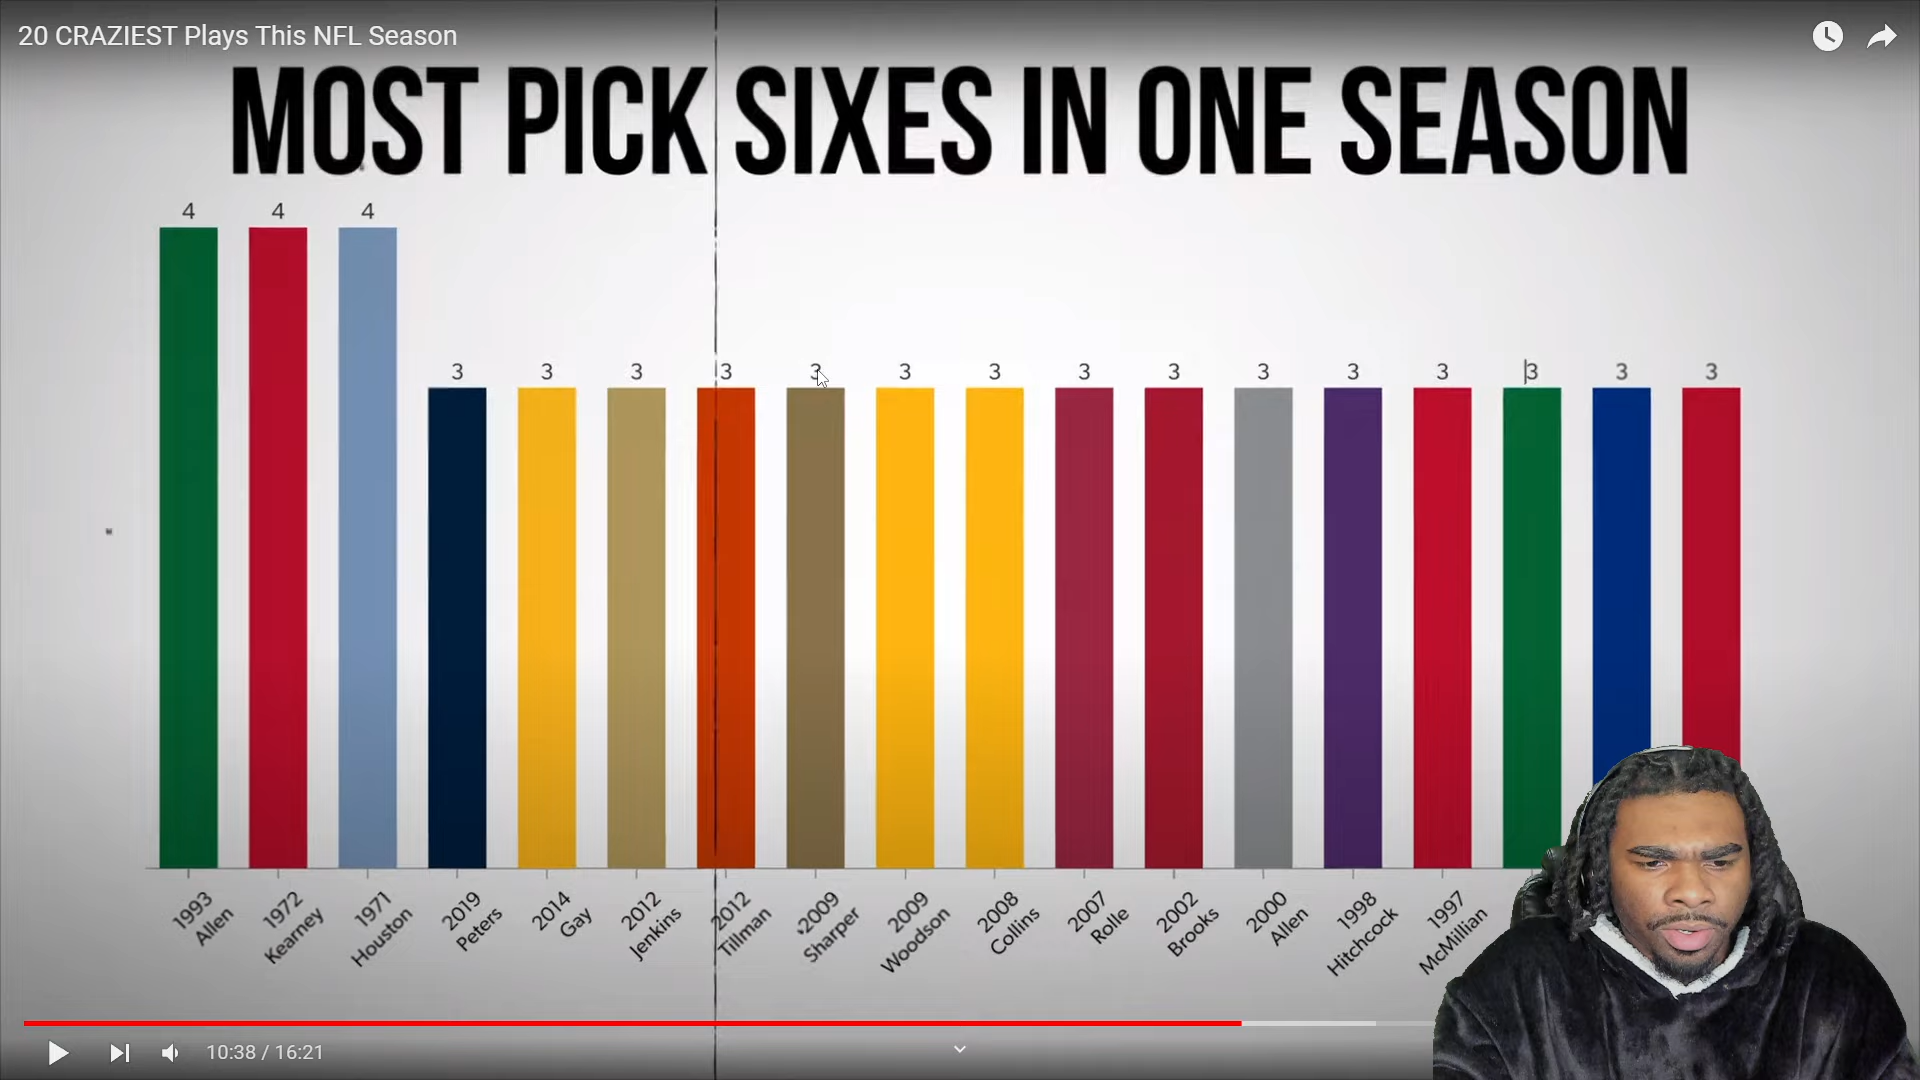 20 CRAZIEST Plays This NFL Season
MOST PICK SIXES IN ONE SEASON
4 4 4
3 3 3 3 3 3 3 3 3 3 3 3 3 3 3
1993 Allen
1972 Kearney
1971 Houston
2019 Peters
2014 Gay
2012 Jenkins
2012 Tillman
2009 Sharper
2009 Woodson
2008 Collins
2007 Rolle
2002 Brooks
2000 Allen
1998 Hitchcock
1997 McMillian
10:38 / 16:21